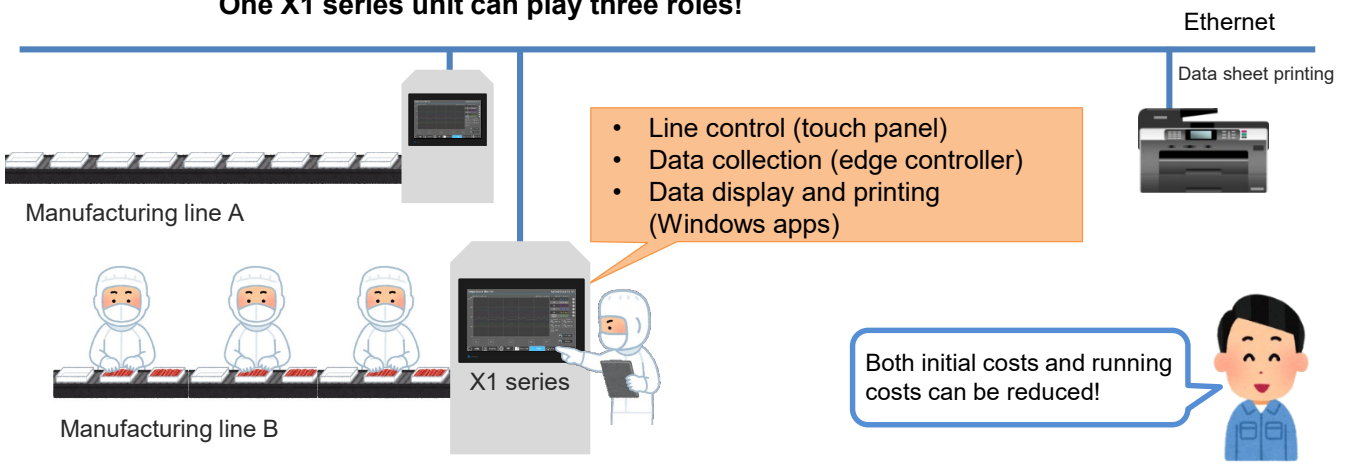 One X1 series unit can play three roles!
Ethernet
Data sheet printing
• Line control (touch panel)
• Data collection (edge controller)
• Data display and printing
(Windows apps)
Manufacturing line A
X1 series
Both initial costs and running
costs can be reduced!
Manufacturing line B